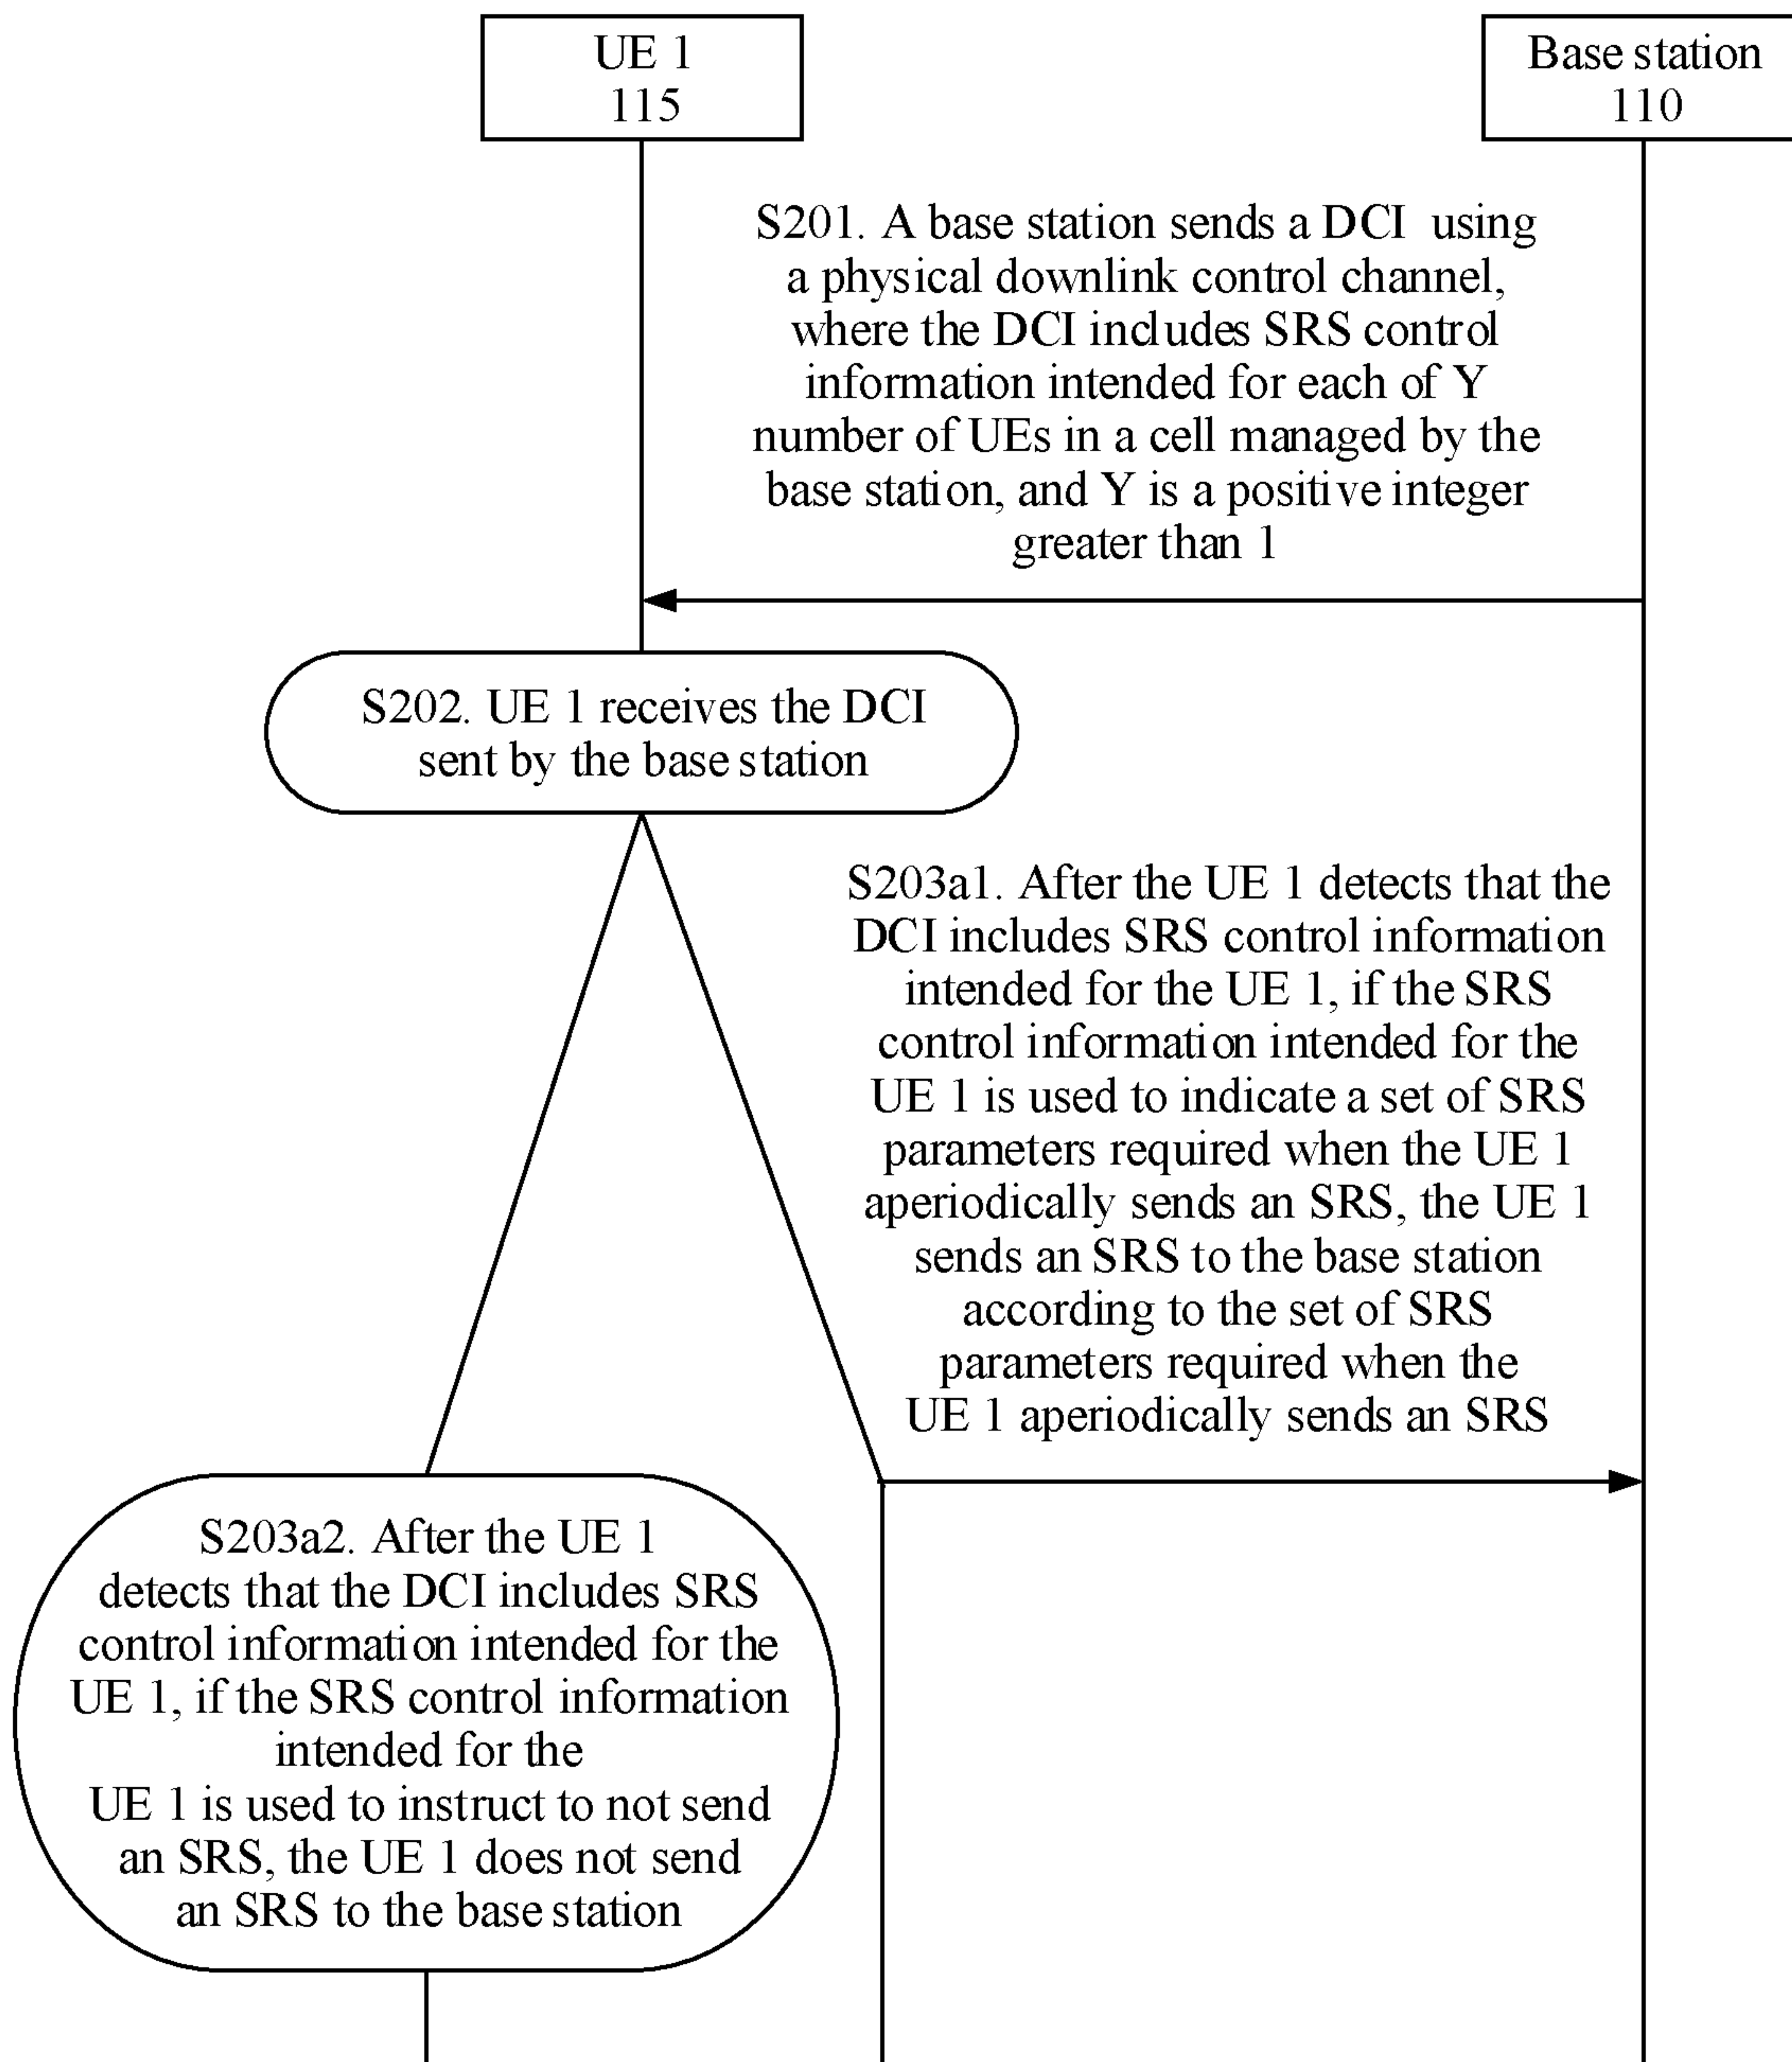 UE 1
115
Base station
110
S201. A base station sends a DCI using
a physical downlink control channel,
where the DCI includes SRS control
information intended for each of Y
number of UEs in a cell managed by the
base station, and Y is a positive integer
greater than 1
S202. UE 1 receives the DCI
sent by the base station
S203a1. After the UE 1 detects that the
DCI includes SRS control information
intended for the UE 1, if the SRS
control information intended for the
UE 1 is used to indicate a set of SRS
parameters required when the UE 1
aperiodically sends an SRS, the UE 1
sends an SRS to the base station
according to the set of SRS
parameters required when the
UE 1 aperiodically sends an SRS
S203a2. After the UE 1
detects that the DCI includes SRS
control information intended for the
UE 1, if the SRS control information
intended for the
UE 1 is used to instruct to not send
an SRS, the UE 1 does not send
an SRS to the base station